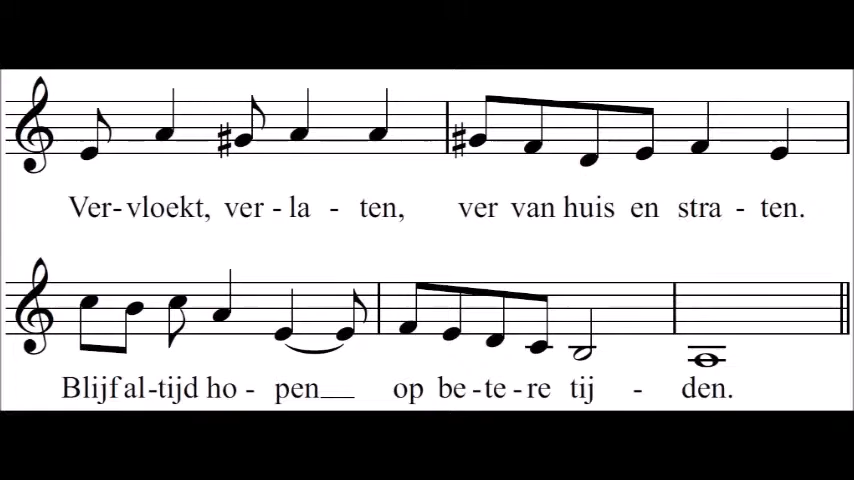 Ver-vloekt, ver - la - ten, ver van huis en stra - ten.
Blijf al-tijd ho - pen__ op be-te-re tij - den.